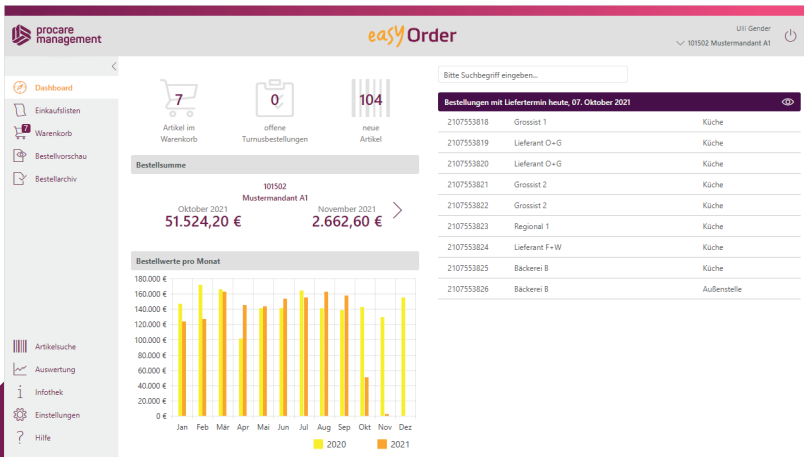 procare
management
easyOrder
Ulli Gender
101502 Mustermandant A1
Dashboard
Einkaufslisten
7
Warenkorb
Bestellvorschau
Bestellarchiv
Artikelsuche
Auswertung
Infothek
Einstellungen
Hilfe
7
Artikel im
Warenkorb
0
offene
Turnusbestellungen
104
neue
Artikel
Bestellsumme
101502
Mustermandant A1
Oktober 2021
51.524,20 €
November 2021
2.662,60 €
Bestellwerte pro Monat
180.000 €
160.000 €
140.000 €
120.000 €
100.000 €
80.000 €
60.000 €
40.000 €
20.000 €
0 €
Jan Feb Mär Apr Mai Jun Jul Aug Sep Okt Nov Dez
2020 2021
Bitte Suchbegriff eingeben...
Bestellungen mit Liefertermin heute, 07. Oktober 2021
2107553818 Grossist 1 Küche
2107553819 Lieferant O+G Küche
2107553820 Lieferant O+G Küche
2107553821 Grossist 2 Küche
2107553822 Grossist 2 Küche
2107553823 Regional 1 Küche
2107553824 Lieferant F+W Küche
2107553825 Bäckerei B Küche
2107553826 Bäckerei B Außenstelle